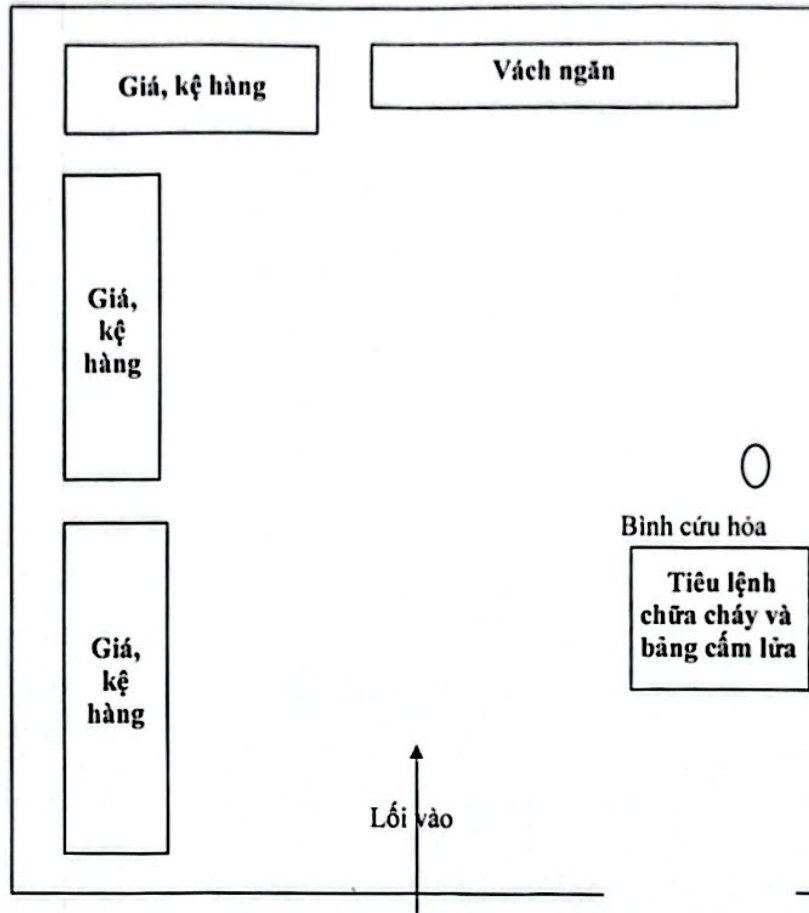 Giá, kệ hàng
Vách ngăn
Giá,
kệ
hàng
Bình cứu hỏa
Tiêu lệnh
chữa cháy và
bảng cấm lửa
Giá,
kệ
hàng
Lối vào